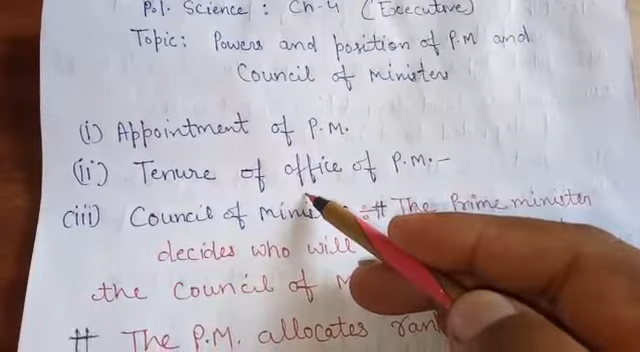 Pol. Science: Ch-4 (Executive)
Topic: Powers and position of P.M and
Council of ministers
(i) Appointment of P.M.
(ii) Tenure of office of P.M. -
(iii) Council of # The Prime minister
decides who will
the Council of
# The P.M. allocates